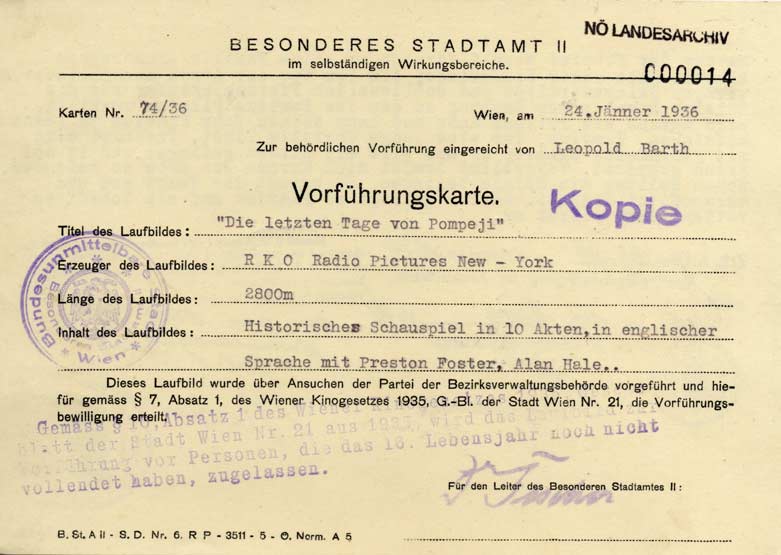 NÖ LANDESARCHIV
BESONDERES STADTAMT II
im selbständigen Wirkungsbereiche.
000014
Karten Nr. 74/36
Wien, am 24.Jänner 1936
Zur behördlichen Vorführung eingereicht von Leopold Barth
Vorführungskarte.
Kopie
Titel des Laufbildes: "Die letzten Tage von Pompeji"
Erzeuger des Laufbildes: R K O Radio Pictures New - York
Länge des Laufbildes: 2800m
Inhalt des Laufbildes: Historisches Schauspiel in 10 Akten,in englischer
Sprache mit Preston Foster, Alan Hale..
Bundesunmittelbare Stadt
Wien
Dieses Laufbild wurde über Ansuchen der Partei der Bezirksverwaltungsbehörde vorgeführt und hie-
für gemäss § 7, Absatz 1, des Wiener Kinogesetzes 1935, G.-Bl. der Stadt Wien Nr. 21, die Vorführungs-
bewilligung erteilt.
Gemäss § 10, Absatz 1 des Wiener Kinogesetzes
blatt der Stadt Wien Nr. 21 aus 1935, wird das Laufbild zur
Vorführung vor Personen, die das 16. Lebensjahr noch nicht
vollendet haben, zugelassen.
Für den Leiter des Besonderen Stadtamtes II:
B. St. A II - S. D. Nr. 6. R P - 3511 - 5 - Ö. Norm. A 5